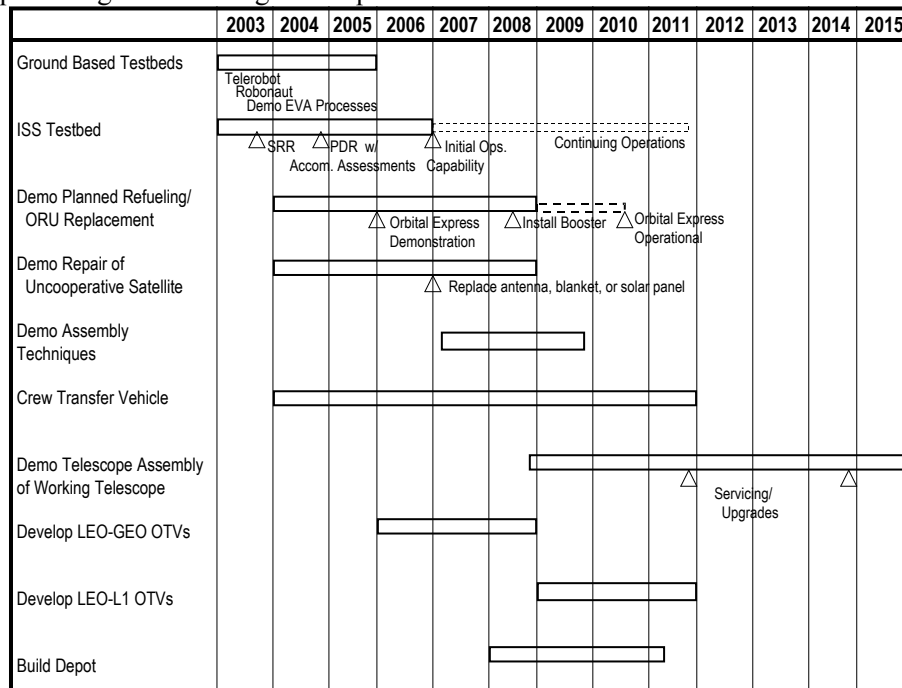 2003 2004 2005 2006 2007 2008 2009 2010 2011 2012 2013 2014 2015
Ground Based Testbeds
Telerobot
Robonaut
Demo EVA Processes
ISS Testbed
SRR
PDR w/
Accom. Assessments
Initial Ops.
Capability
Continuing Operations
Demo Planned Refueling/
ORU Replacement
Orbital Express
Demonstration
Install Booster
Orbital Express
Operational
Demo Repair of
Uncooperative Satellite
Replace antenna, blanket, or solar panel
Demo Assembly
Techniques
Crew Transfer Vehicle
Demo Telescope Assembly
of Working Telescope
Servicing/
Upgrades
Develop LEO-GEO OTVs
Develop LEO-L1 OTVs
Build Depot